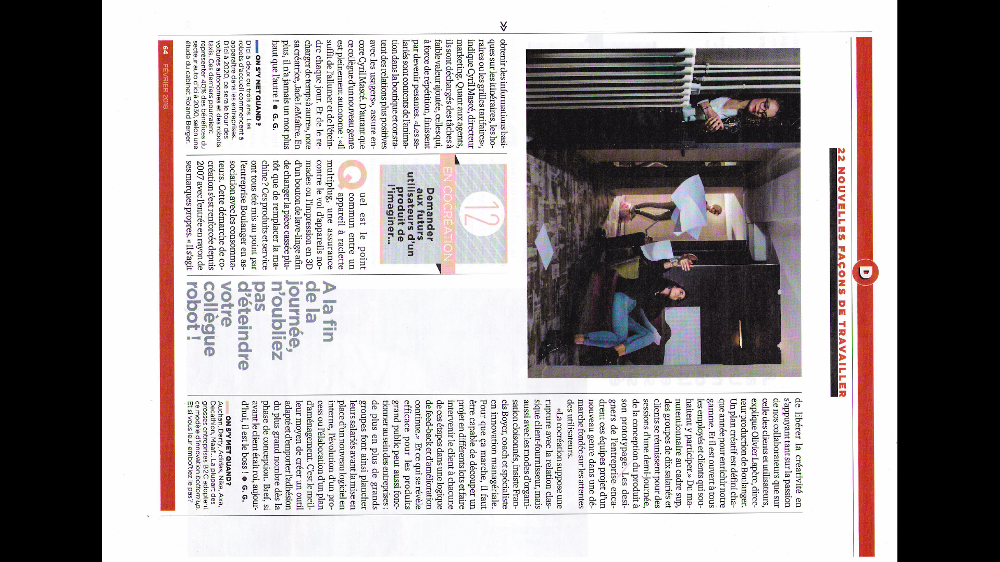 D
22 NOUVELLES FAÇONS DE TRAVAILLER
»
obtenir des informations basi-
ques sur les itinéraires, les ho-
raires ou les grilles tarifaires»,
indique Cyril Mascé, directeur
marketing. Quant aux agents,
ils sont déchargés des tâches à
faible valeur ajoutée, celles qui,
à force de répétition, finissent
par devenir pesantes. «Les sa-
lariés sont contents de l'anima-
tion dans la boutique et consta-
tent des relations plus positives
avec les usagers», assure en-
core Cyril Mascé. D'autant que
ce collègue d'un nouveau genre
est pleinement autonome : «Il
suffit de l'allumer et de l'étein-
dre chaque jour. Et de le re-
charger de temps à autre», note
sa créatrice, Jade Le Maître. En
plus, il n'a jamais un mot plus
haut que l'autre ! ● G. G.
ON S'Y MET QUAND ?
D'ici à deux ou trois ans. Les
robots d'accueil commencent à
apparaître dans les entreprises.
D'ici à 2020, ce sera le tour des
voitures autonomes et des robots
taxis. Ces derniers pourraient
représenter 40% des bénéfices du
secteur auto d'ici à 2030, selon une
étude du cabinet Roland Berger.
12
EN COCRÉATION
Demander
aux futurs
utilisateurs d'un
produit de
l'imaginer...
Quel est le point
commun entre un
appareil à raclette
multiplug, une assurance
contre le vol d'appareils no-
mades ou l'impression en 3D
d'un bouton de lave-linge afin
de changer la pièce cassée plu-
tôt que de remplacer la ma-
chine ? Ces produits et service
ont tous été mis au point par
l'entreprise Boulanger en as-
sociation avec les consomma-
teurs. Cette démarche de co-
création s'est renforcée depuis
2007 avec l'entrée en rayon de
ses marques propres. « Il s'agit
A la fin
de la
journée,
n'oubliez
pas
d'éteindre
votre
collègue
robot !
de libérer la créativité en
s'appuyant tant sur la passion
de nos collaborateurs que sur
celle des clients et utilisateurs,
explique Olivier Lapère, direc-
teur production de Boulanger.
Un plan créatif est défini cha-
que année pour enrichir notre
gamme. Et il est ouvert à tous
les employés et clients qui sou-
haitent y participer.» Du ma-
nutentionnaire au cadre sup,
des groupes de dix salariés et
clients se réunissent pour des
sessions d'une demi-journée,
de la conception du produit à
son prototypage. Les desi-
gners de l'entreprise enca-
drent ces équipes projet d'un
nouveau genre dans une dé-
marche fondée sur les attentes
des utilisateurs.
«La cocréation suppose une
rupture avec la relation clas-
sique client-fournisseur, mais
aussi avec les modes d'organi-
sation cloisonnés, insiste Fran-
cis Boyer, coach et spécialiste
en innovation managériale.
Pour que ça marche, il faut
être capable de découper un
projet en différents lots et faire
intervenir le client à chacune
de ces étapes dans une logique
de feed-back et d'amélioration
continue.» Et ce qui se révèle
efficace pour les produits
grand public peut aussi fonc-
tionner au sein des entreprises :
de plus en plus de grands
groupes font ainsi plancher
leurs salariés avant la mise en
place d'un nouveau logiciel en
interne, l'évolution d'un pro-
cess ou l'élaboration d'un plan
d'aménagement. C'est le meil-
leur moyen de créer un outil
adapté et d'emporter l'adhésion
du plus grand nombre dès la
phase de conception. Bref, si
avant le client était roi, aujour-
d'hui, il est le boss ! ● G. G.
ON S'Y MET QUAND?
Auchan, Darty, Adidas, Nike, Axa,
Decathlon, Maaf... La plupart des
grosses entreprises B2C adoptent
ce modèle d'innovation bottom up.
Et si vous leur emboîtiez le pas?
64 FÉVRIER 2018